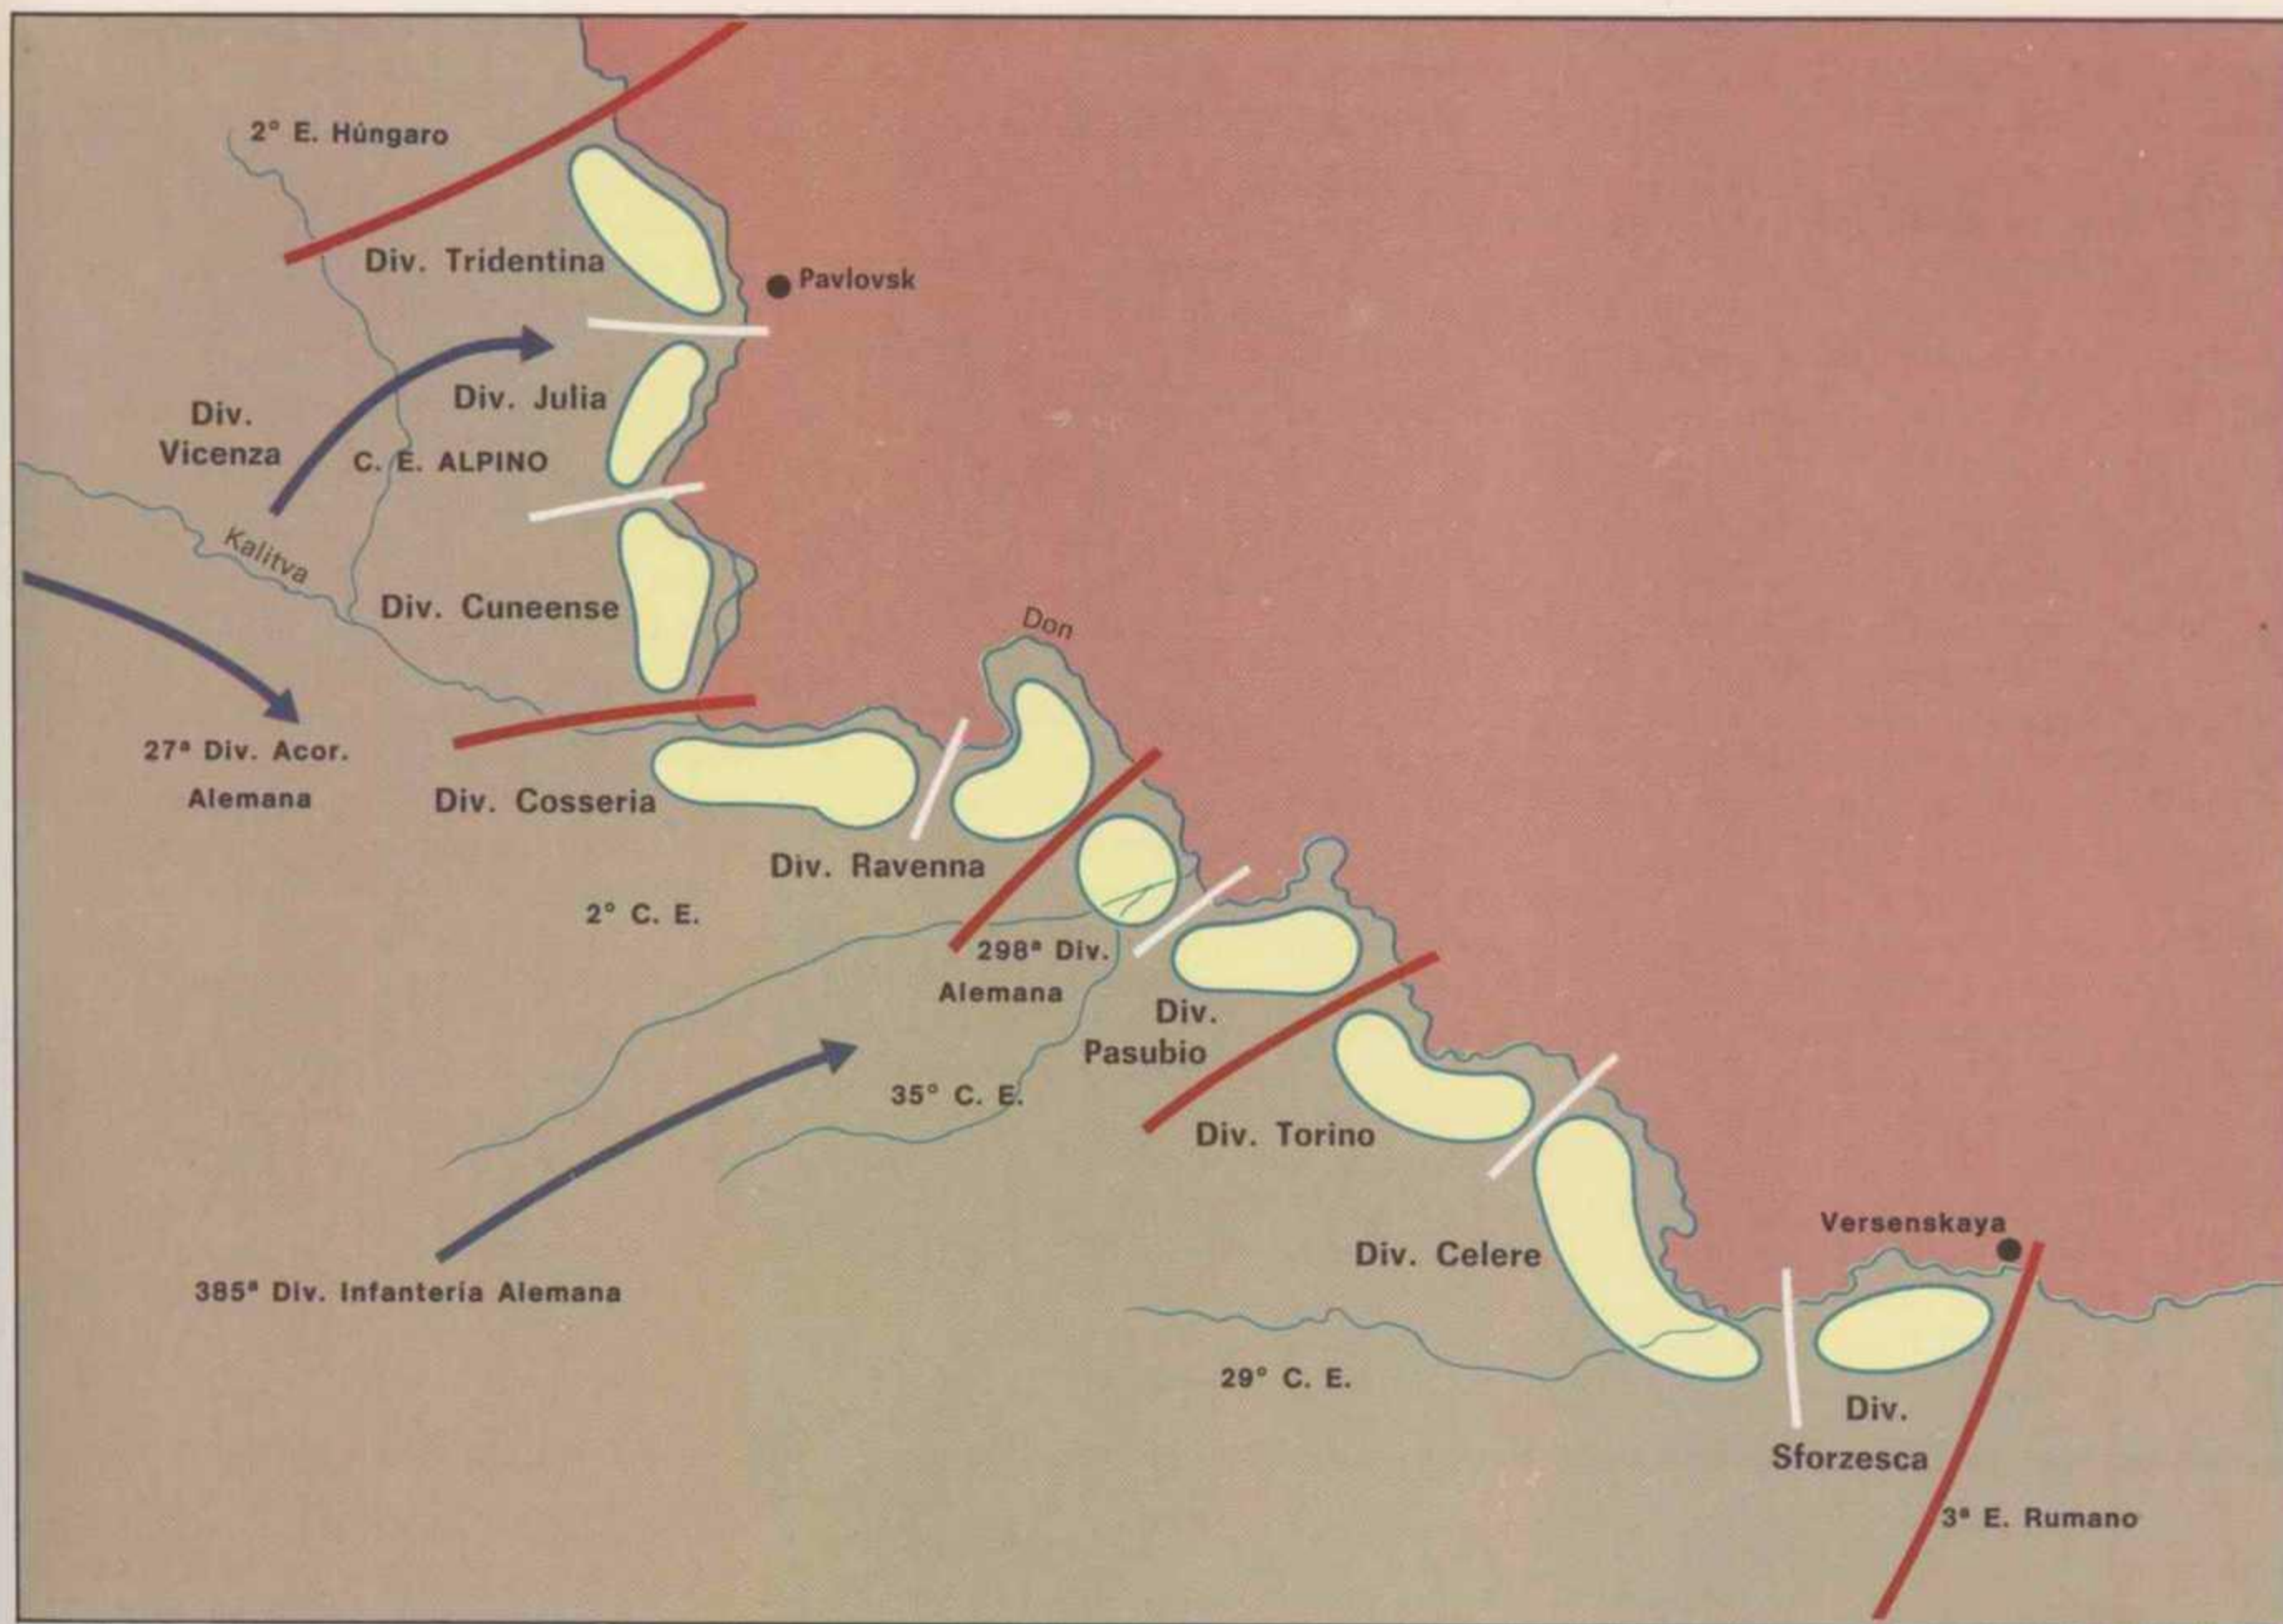 2° E. Húngaro
Div. Tridentina
Pavlovsk
Div. Julia
Div.
Vicenza
C. E. ALPINO
Kalitva
Div. Cuneense
Don
27ª Div. Acor.
Alemana
Div. Cosseria
Div. Ravenna
2° C. E.
298ª Div.
Alemana
Div.
Pasubio
35° C. E.
Div. Torino
Versenskaya
Div. Celere
385ª Div. Infantería Alemana
29° C. E.
Div.
Sforzesca
3ª E. Rumano